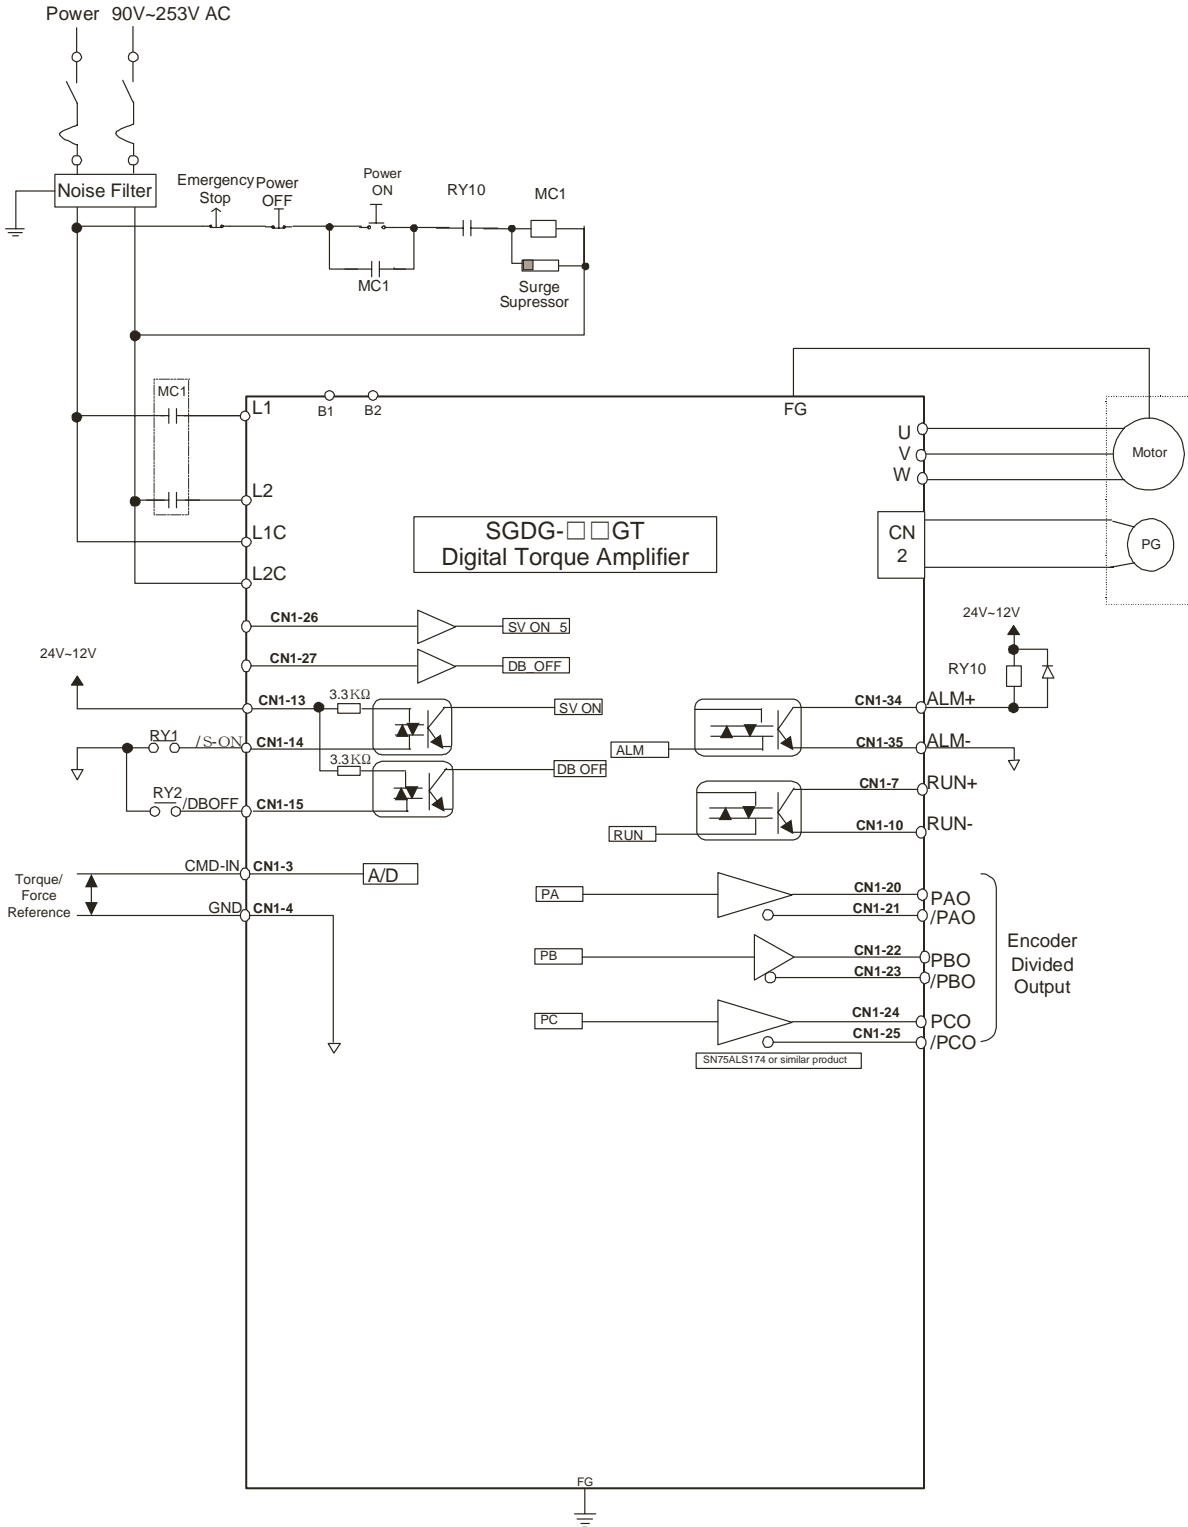 Power 90V~253V AC
Noise Filter
Emergency
Stop
Power
OFF
Power
ON
RY10
MC1
MC1
Surge
Supressor
MC1
L1
B1
B2
FG
L2
L1C
L2C
SGDG-□□GT
Digital Torque Amplifier
U
V
W
Motor
CN
2
PG
CN1-26
SV ON_5
CN1-27
DB_OFF
24V~12V
CN1-13
3.3KΩ
SV ON
RY1
/S-ON
CN1-14
3.3KΩ
DB OFF
RY2
/DBOFF
CN1-15
24V~12V
RY10
CN1-34
ALM+
ALM
CN1-35
ALM-
CN1-7
RUN+
RUN
CN1-10
RUN-
CMD-IN
CN1-3
A/D
Torque/
Force
Reference
GND
CN1-4
PA
CN1-20
PAO
CN1-21
/PAO
PB
CN1-22
PBO
CN1-23
/PBO
PC
CN1-24
PCO
CN1-25
/PCO
Encoder
Divided
Output
SN75ALS174 or similar product
FG